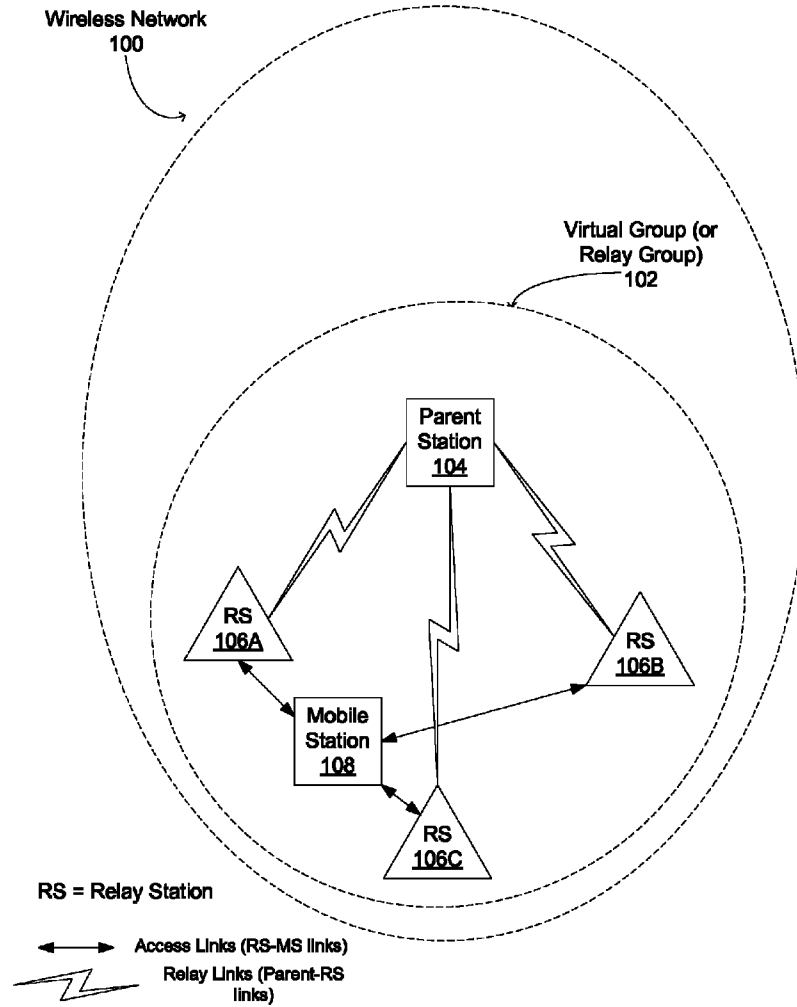 Wireless Network
100
Virtual Group (or
Relay Group)
102
Parent
Station
104
RS
106A
RS
106B
Mobile
Station
108
RS
106C
RS = Relay Station
Access Links (RS-MS links)
Relay Links (Parent-RS
links)